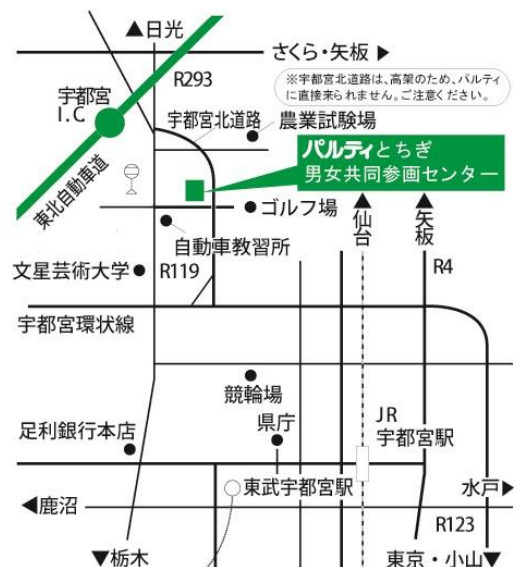 ▲日光
さくら・矢板 ▶
R293
※宇都宮北道路は、高架のため、パルティ
に直接来られません。ご注意ください。
宇都宮
I.C
宇都宮北道路
農業試験場
パルティとちぎ
男女共同参画センター
東北自動車道
ゴルフ場
▲仙台
▲矢板
自動車教習所
文星芸術大学
R119
R4
宇都宮環状線
競輪場
足利銀行本店
県庁
JR
宇都宮駅
東武宇都宮駅
水戸▶
◀鹿沼
R123
▼栃木
東京・小山▼